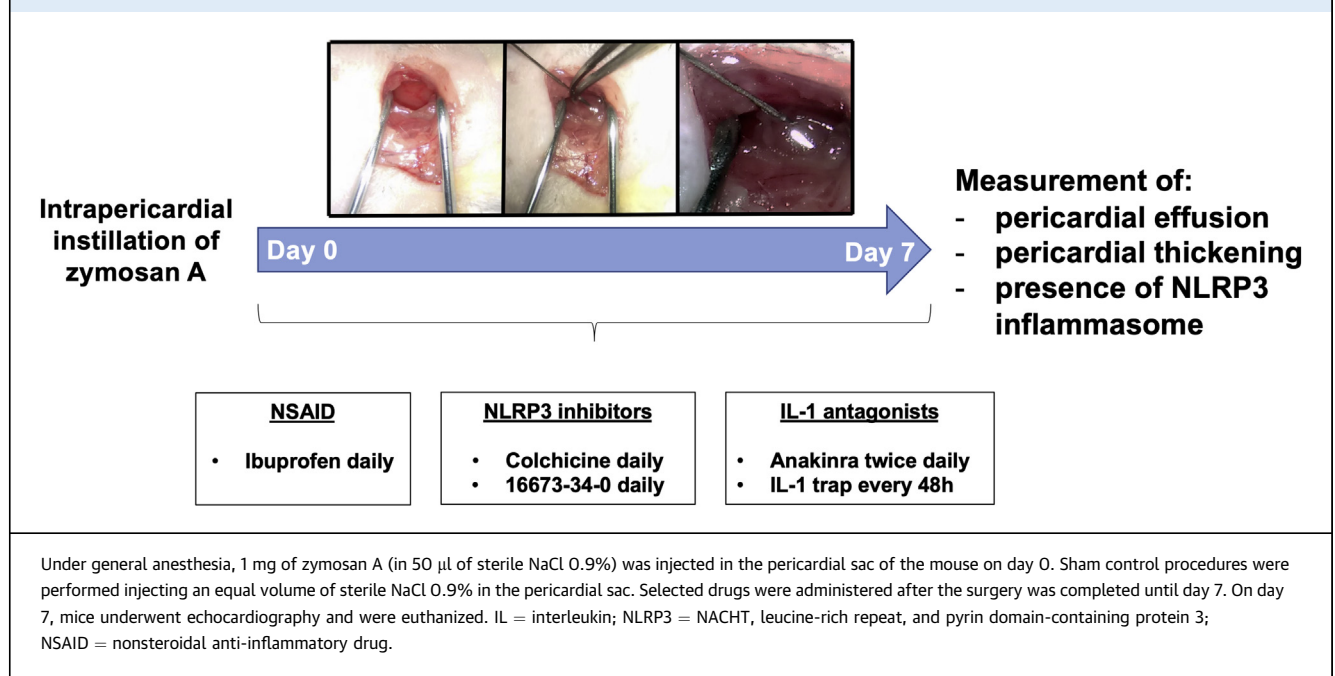 Intrapericardial
instillation of
zymosan A
Day 0
Day 7
Measurement of:
- pericardial effusion
- pericardial thickening
- presence of NLRP3
inflammasome
NSAID
• Ibuprofen daily
NLRP3 inhibitors
• Colchicine daily
• 16673-34-0 daily
IL-1 antagonists
• Anakinra twice daily
• IL-1 trap every 48h
Under general anesthesia, 1 mg of zymosan A (in 50 μl of sterile NaCl 0.9%) was injected in the pericardial sac of the mouse on day 0. Sham control procedures were
performed injecting an equal volume of sterile NaCl 0.9% in the pericardial sac. Selected drugs were administered after the surgery was completed until day 7. On day
7, mice underwent echocardiography and were euthanized. IL = interleukin; NLRP3 = NACHT, leucine-rich repeat, and pyrin domain-containing protein 3;
NSAID = nonsteroidal anti-inflammatory drug.